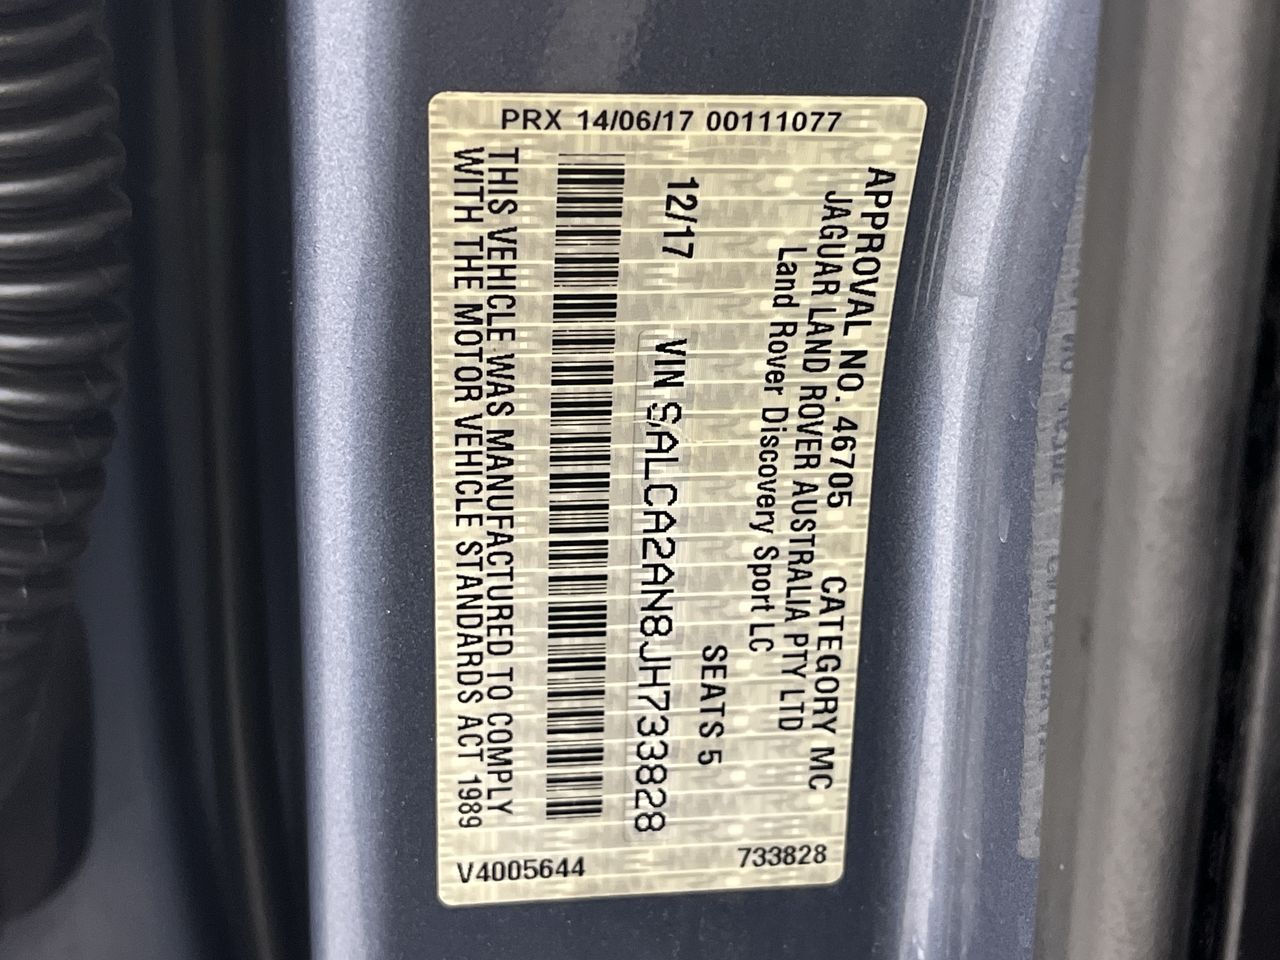 PRX 14/06/17 00111077
APPROVAL NO. 46705 CATEGORY MC
JAGUAR LAND ROVER AUSTRALIA PTY LTD
Land Rover Discovery Sport LC
12/17 SEATS 5
VIN SALCA2AN8JH733828
THIS VEHICLE WAS MANUFACTURED TO COMPLY
WITH THE MOTOR VEHICLE STANDARDS ACT 1989
V4005644 733828